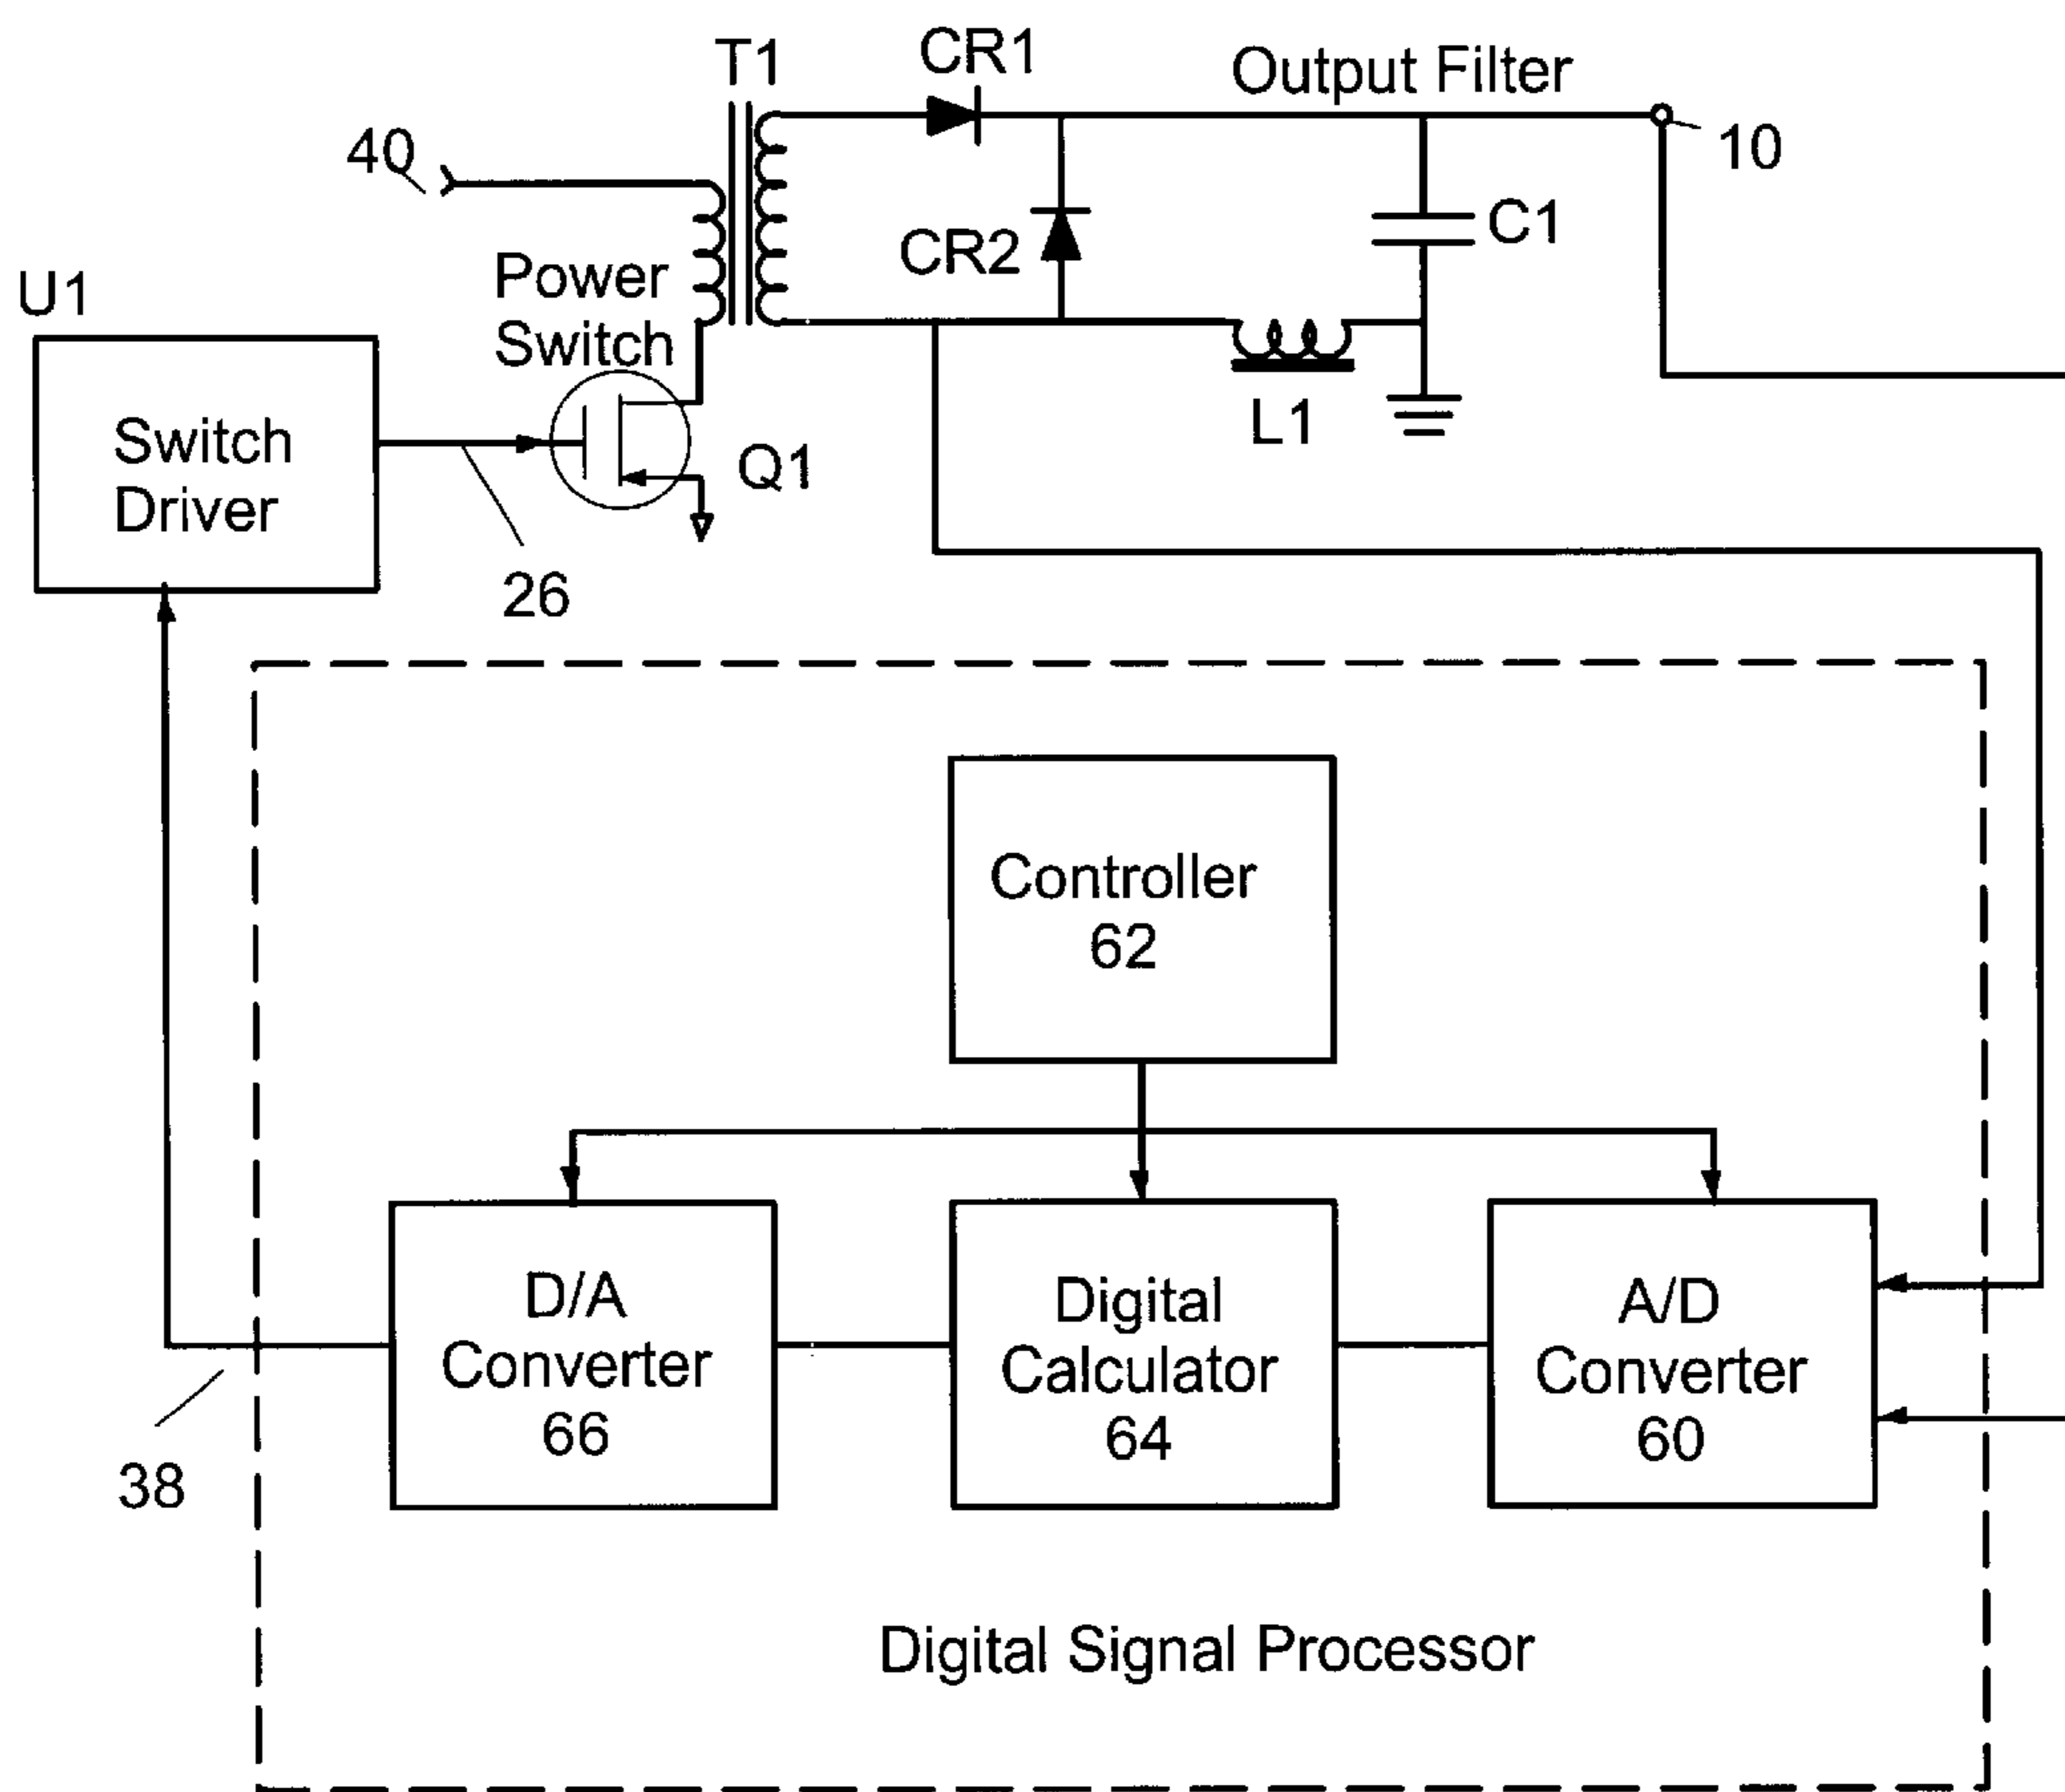 T1
CR1
Output Filter
40
10
CR2
C1
U1
Power
Switch
L1
Switch
Driver
Q1
26
Controller
62
D/A
Converter
66
Digital
Calculator
64
A/D
Converter
60
38
Digital Signal Processor